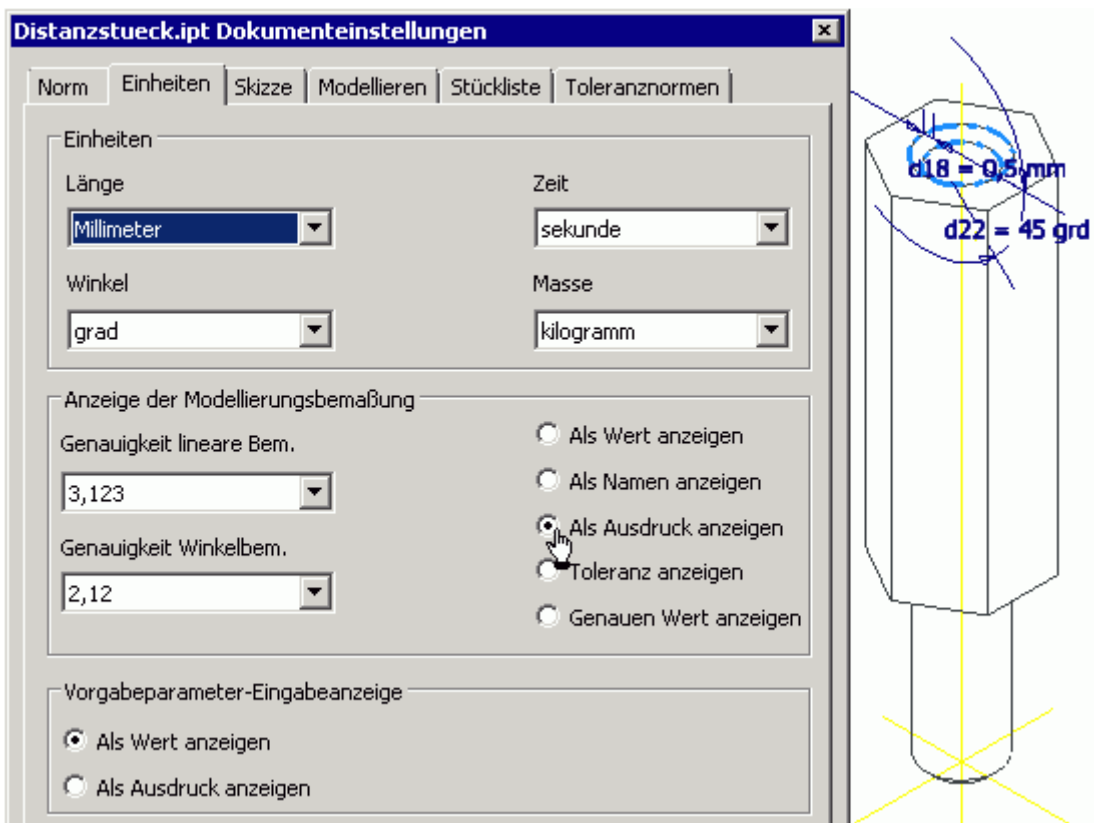 Distanzstueck.ipt Dokumenteinstellungen
Norm Einheiten Skizze Modellieren Stückliste Toleranznormen
Einheiten
Länge Zeit
Millimeter sekunde
Winkel Masse
grad kilogramm
Anzeige der Modellierungsbemaßung
Genauigkeit lineare Bem.
3,123
Genauigkeit Winkelbem.
2,12
Als Wert anzeigen
Als Namen anzeigen
Als Ausdruck anzeigen
Toleranz anzeigen
Genauen Wert anzeigen
Vorgabeparameter-Eingabeanzeige
Als Wert anzeigen
Als Ausdruck anzeigen
d18 = 0,5 mm
d22 = 45 grd